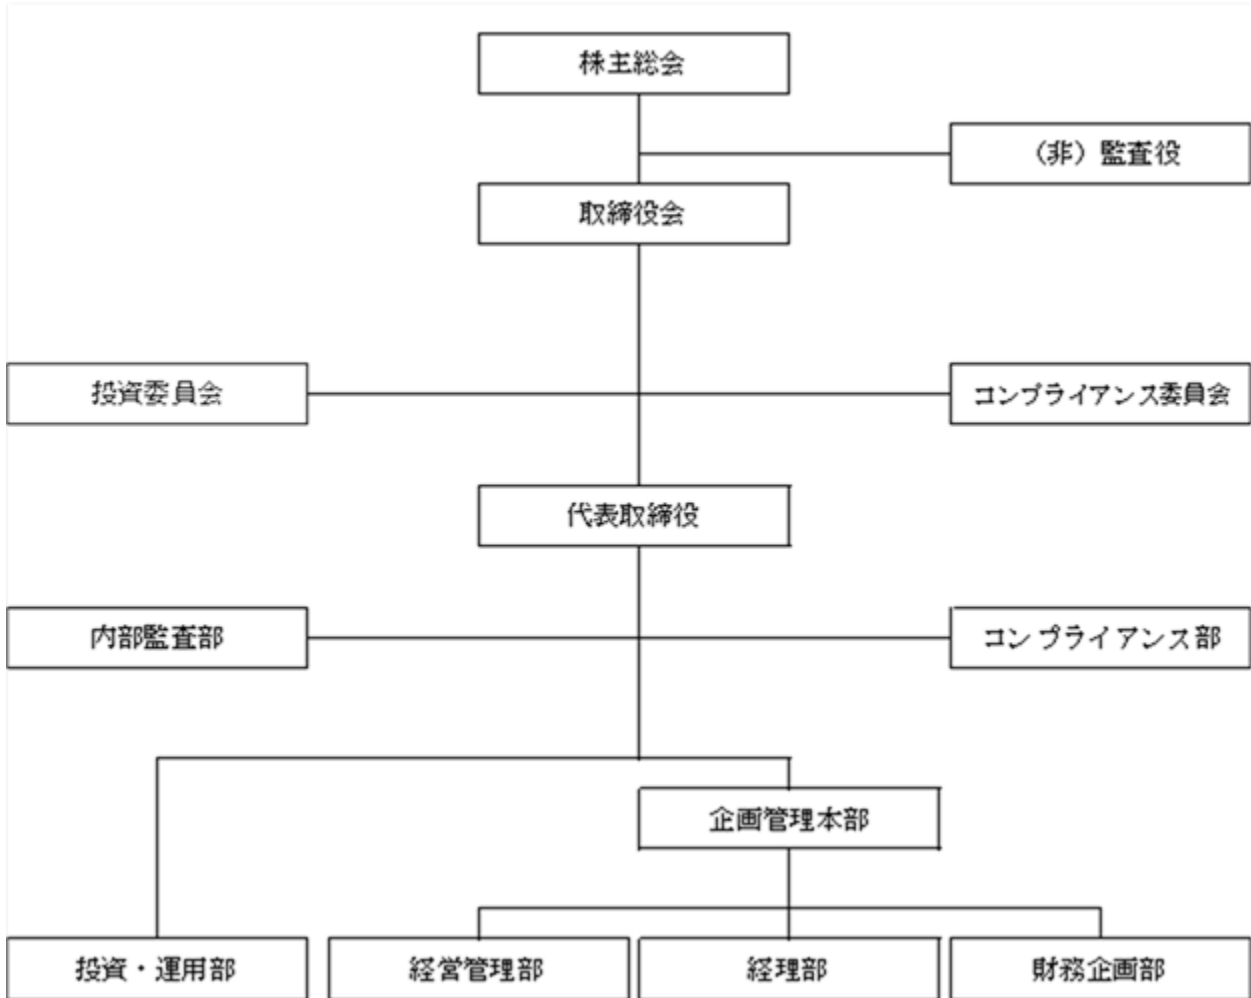 株主総会
（非）監査役
取締役会
投資委員会
コンプライアンス委員会
代表取締役
内部監査部
コンプライアンス部
企画管理本部
投資・運用部
経営管理部
経理部
財務企画部